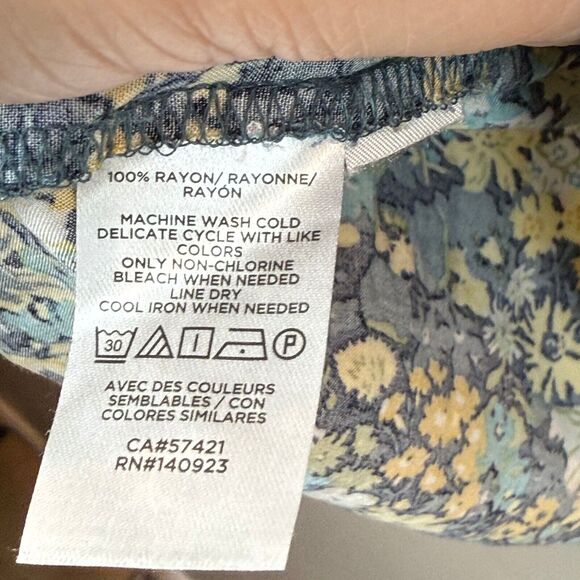 100% RAYON/ RAYONNE/
RAYÓN
MACHINE WASH COLD
DELICATE CYCLE WITH LIKE
COLORS
ONLY NON-CHLORINE
BLEACH WHEN NEEDED
LINE DRY
COOL IRON WHEN NEEDED
30 P
AVEC DES COULEURS
SEMBLABLES / CON
COLORES SIMILARES
CA#57421
RN#140923